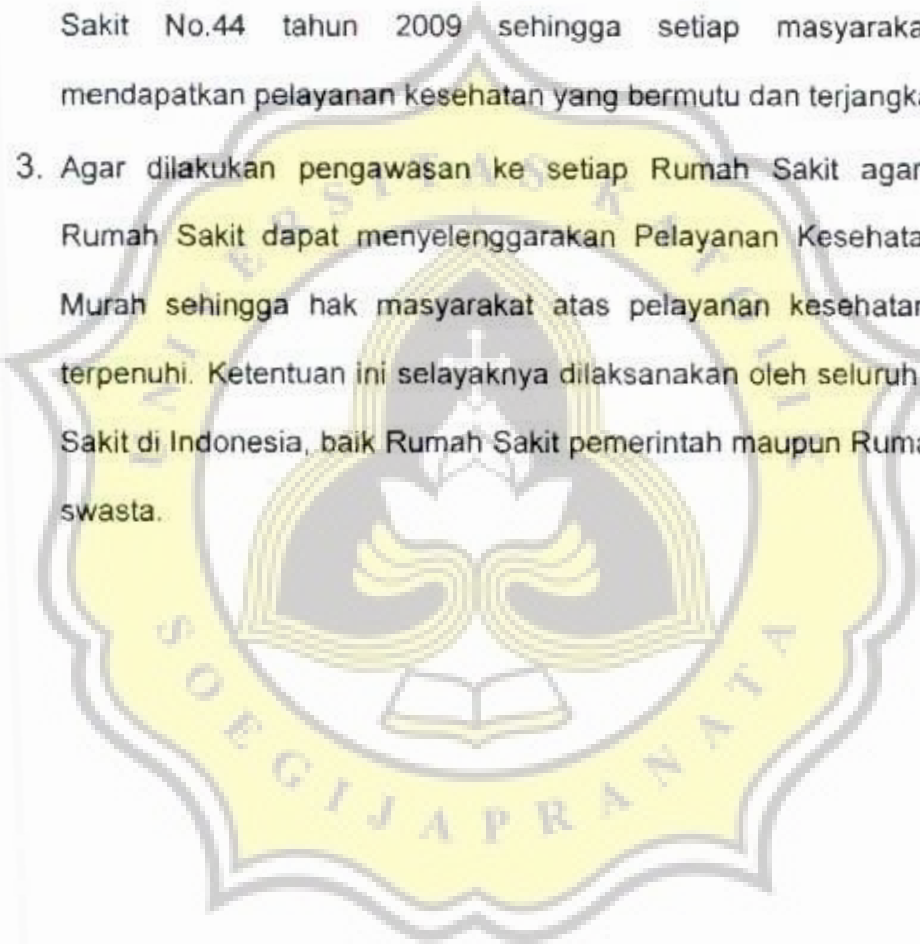 Sakit No.44 tahun 2009 sehingga setiap masyaraka
mendapatkan pelayanan kesehatan yang bermutu dan terjangka
3. Agar dilakukan pengawasan ke setiap Rumah Sakit agar
Rumah Sakit dapat menyelenggarakan Pelayanan Kesehata
Murah sehingga hak masyarakat atas pelayanan kesehatan
terpenuhi. Ketentuan ini selayaknya dilaksanakan oleh seluruh
Sakit di Indonesia, baik Rumah Sakit pemerintah maupun Ruma
swasta.
UNIVERSITAS KATOLIK
SOEGIJAPRANATA